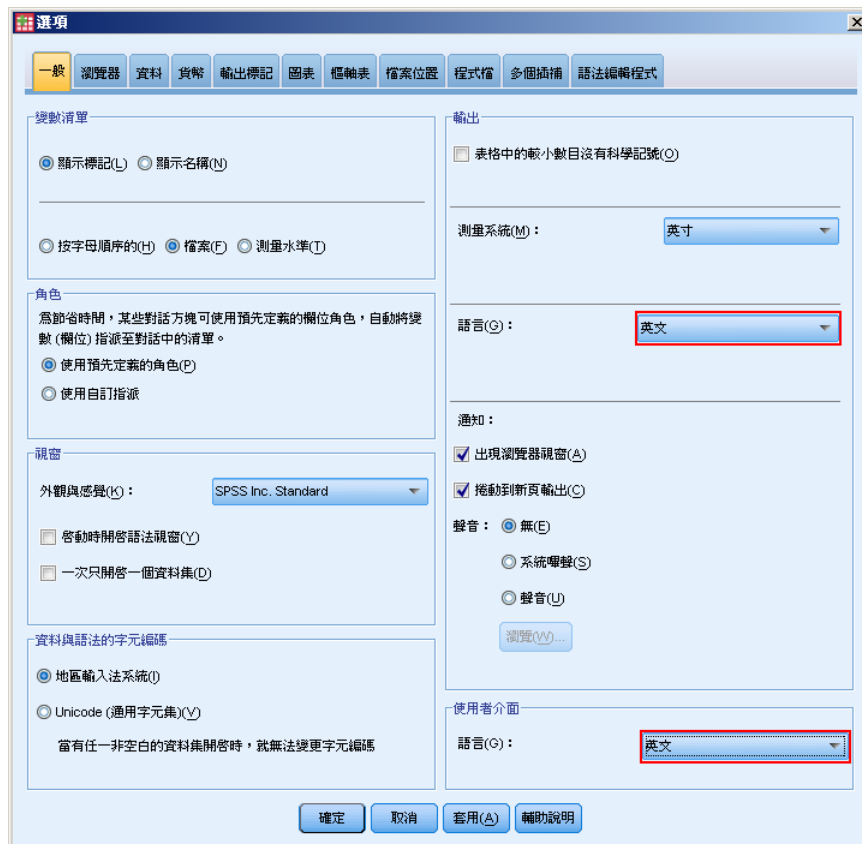 選項
一般 瀏覽器 資料 貨幣 輸出標記 圖表 樞軸表 檔案位置 程式檔 多個插補 語法編輯程式
變數清單
顯示標記(L) 顯示名稱(N)
按字母順序的(H) 檔案(F) 測量水準(T)
角色
為節省時間，某些對話方塊可使用預先定義的欄位角色，自動將變
數 (欄位) 指派至對話中的清單。
使用預先定義的角色(P)
使用自訂指派
視窗
外觀與感覺(K)： SPSS Inc. Standard
啓動時開啓語法視窗(Y)
一次只開啓一個資料集(D)
資料與語法的字元編碼
地區輸入法系統(I)
Unicode (通用字元集)(V)
當有任一非空白的資料集開啓時，就無法變更字元編碼
輸出
表格中的較小數目沒有科學記號(O)
測量系統(M)： 英寸
語言(G)： 英文
通知：
出現瀏覽器視窗(A)
捲動到新頁輸出(C)
聲音： 無(E)
系統嗶聲(S)
聲音(U)
瀏覽(W)...
使用者介面
語言(G)： 英文
確定 取消 套用(A) 輔助說明